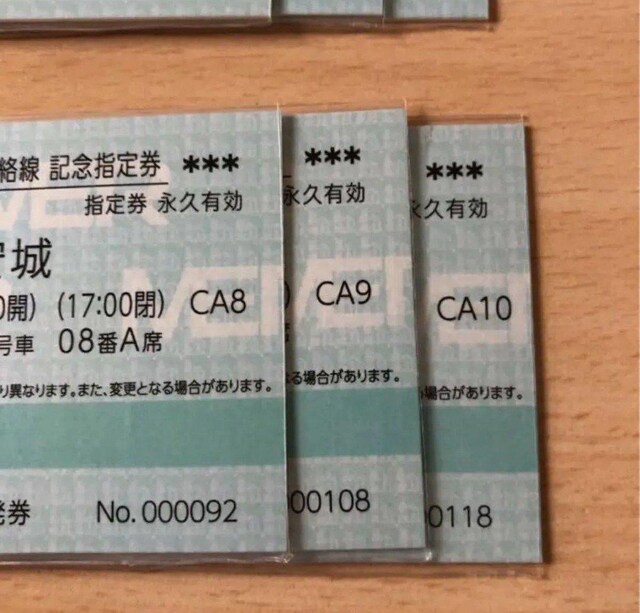 絡線 記念指定券 ***
指定券 永久有効
城
0開) (17:00閉) CA8
号車 08番A席
り異なります。また、変更となる場合があります。
発券 No.000092
***
永久有効
) CA9
席
なる場合があります。
00108
***
久有効
CA10
る場合があります。
0118